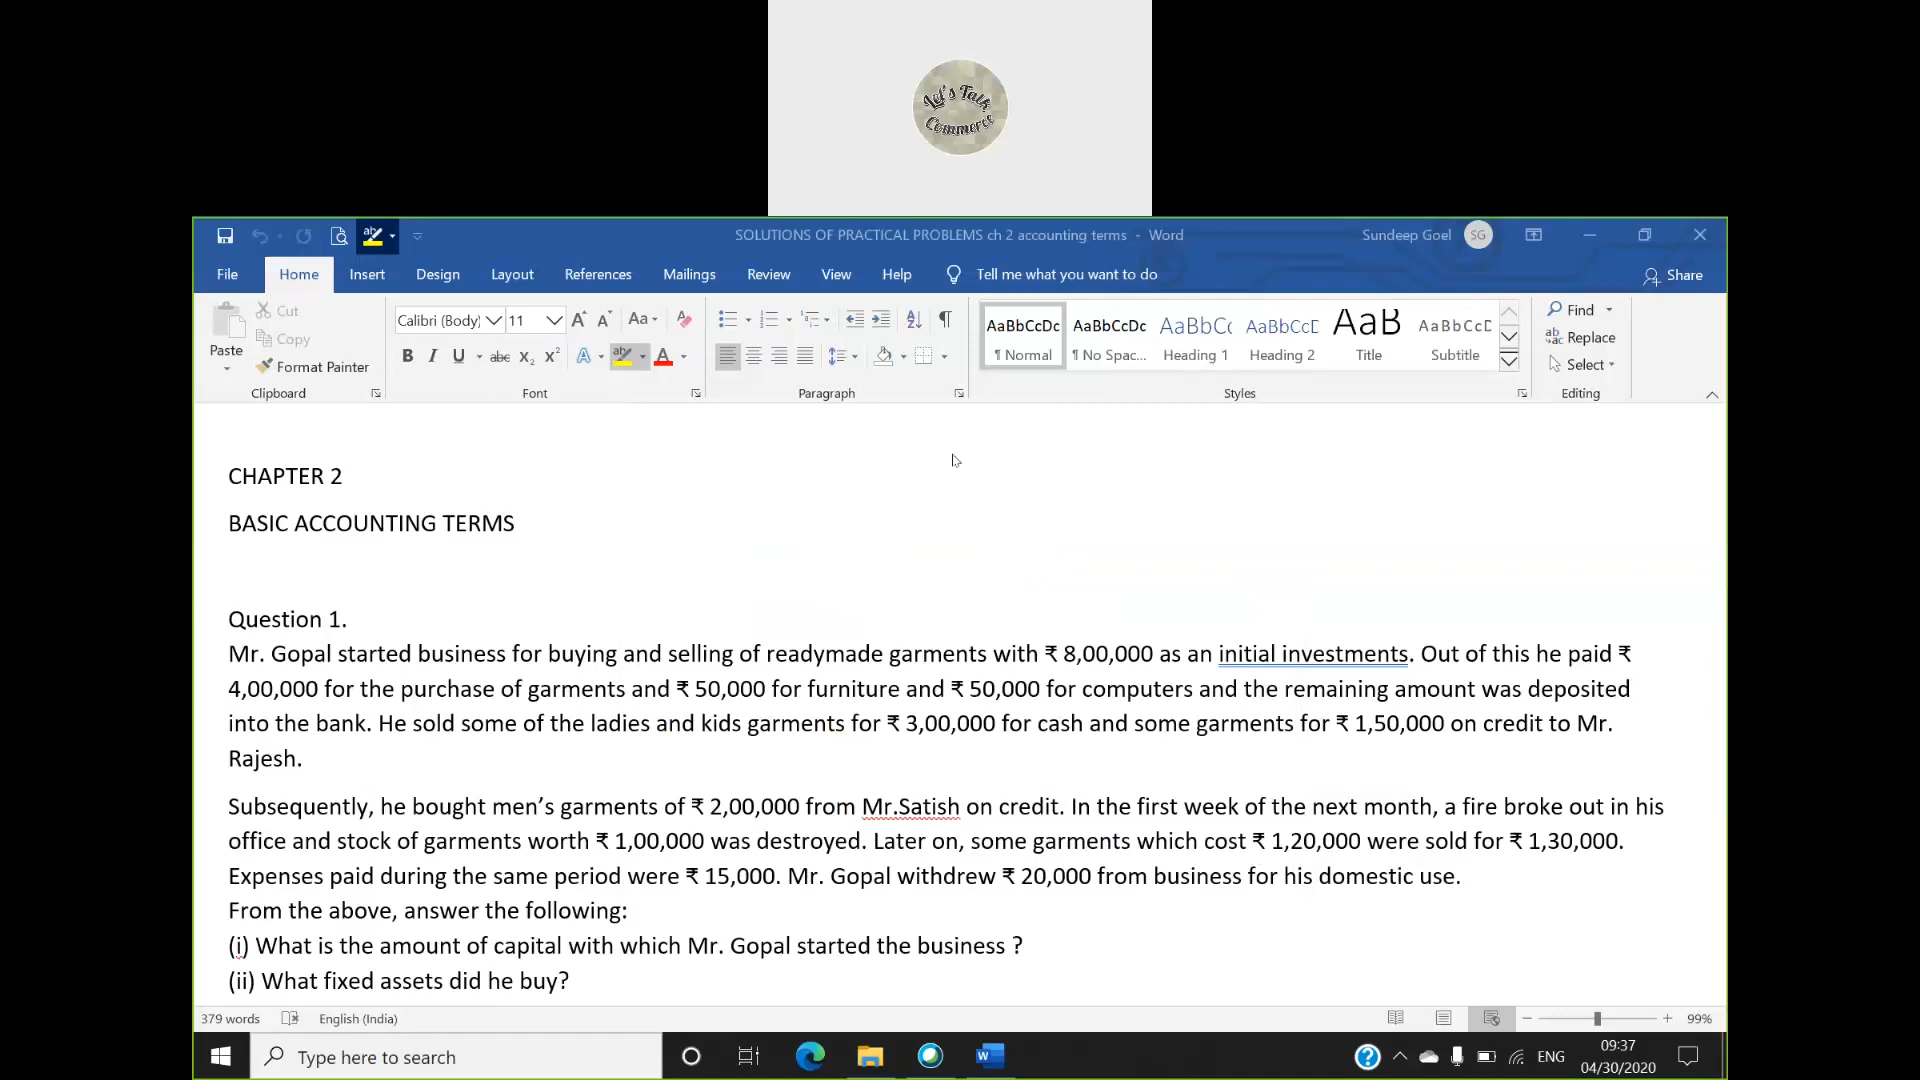 Let's Talk
Commerce
SOLUTIONS OF PRACTICAL PROBLEMS ch 2 accounting terms - Word
Sundeep Goel
SG
File
Home
Insert
Design
Layout
References
Mailings
Review
View
Help
Tell me what you want to do
Share
Paste
Cut
Copy
Format Painter
Clipboard
Calibri (Body)
11
Font
Paragraph
AaBbCcDc
¶ Normal
AaBbCcDc
¶ No Spac...
AaBbCc
Heading 1
AaBbCcE
Heading 2
AaB
Title
AaBbCcD
Subtitle
Styles
Find
Replace
Select
Editing
CHAPTER 2
BASIC ACCOUNTING TERMS
Question 1.
Mr. Gopal started business for buying and selling of readymade garments with ₹ 8,00,000 as an initial investments. Out of this he paid ₹
4,00,000 for the purchase of garments and ₹ 50,000 for furniture and ₹ 50,000 for computers and the remaining amount was deposited
into the bank. He sold some of the ladies and kids garments for ₹ 3,00,000 for cash and some garments for ₹ 1,50,000 on credit to Mr.
Rajesh.
Subsequently, he bought men’s garments of ₹ 2,00,000 from Mr.Satish on credit. In the first week of the next month, a fire broke out in his
office and stock of garments worth ₹ 1,00,000 was destroyed. Later on, some garments which cost ₹ 1,20,000 were sold for ₹ 1,30,000.
Expenses paid during the same period were ₹ 15,000. Mr. Gopal withdrew ₹ 20,000 from business for his domestic use.
From the above, answer the following:
(i) What is the amount of capital with which Mr. Gopal started the business ?
(ii) What fixed assets did he buy?
379 words
English (India)
99%
Type here to search
ENG
09:37
04/30/2020